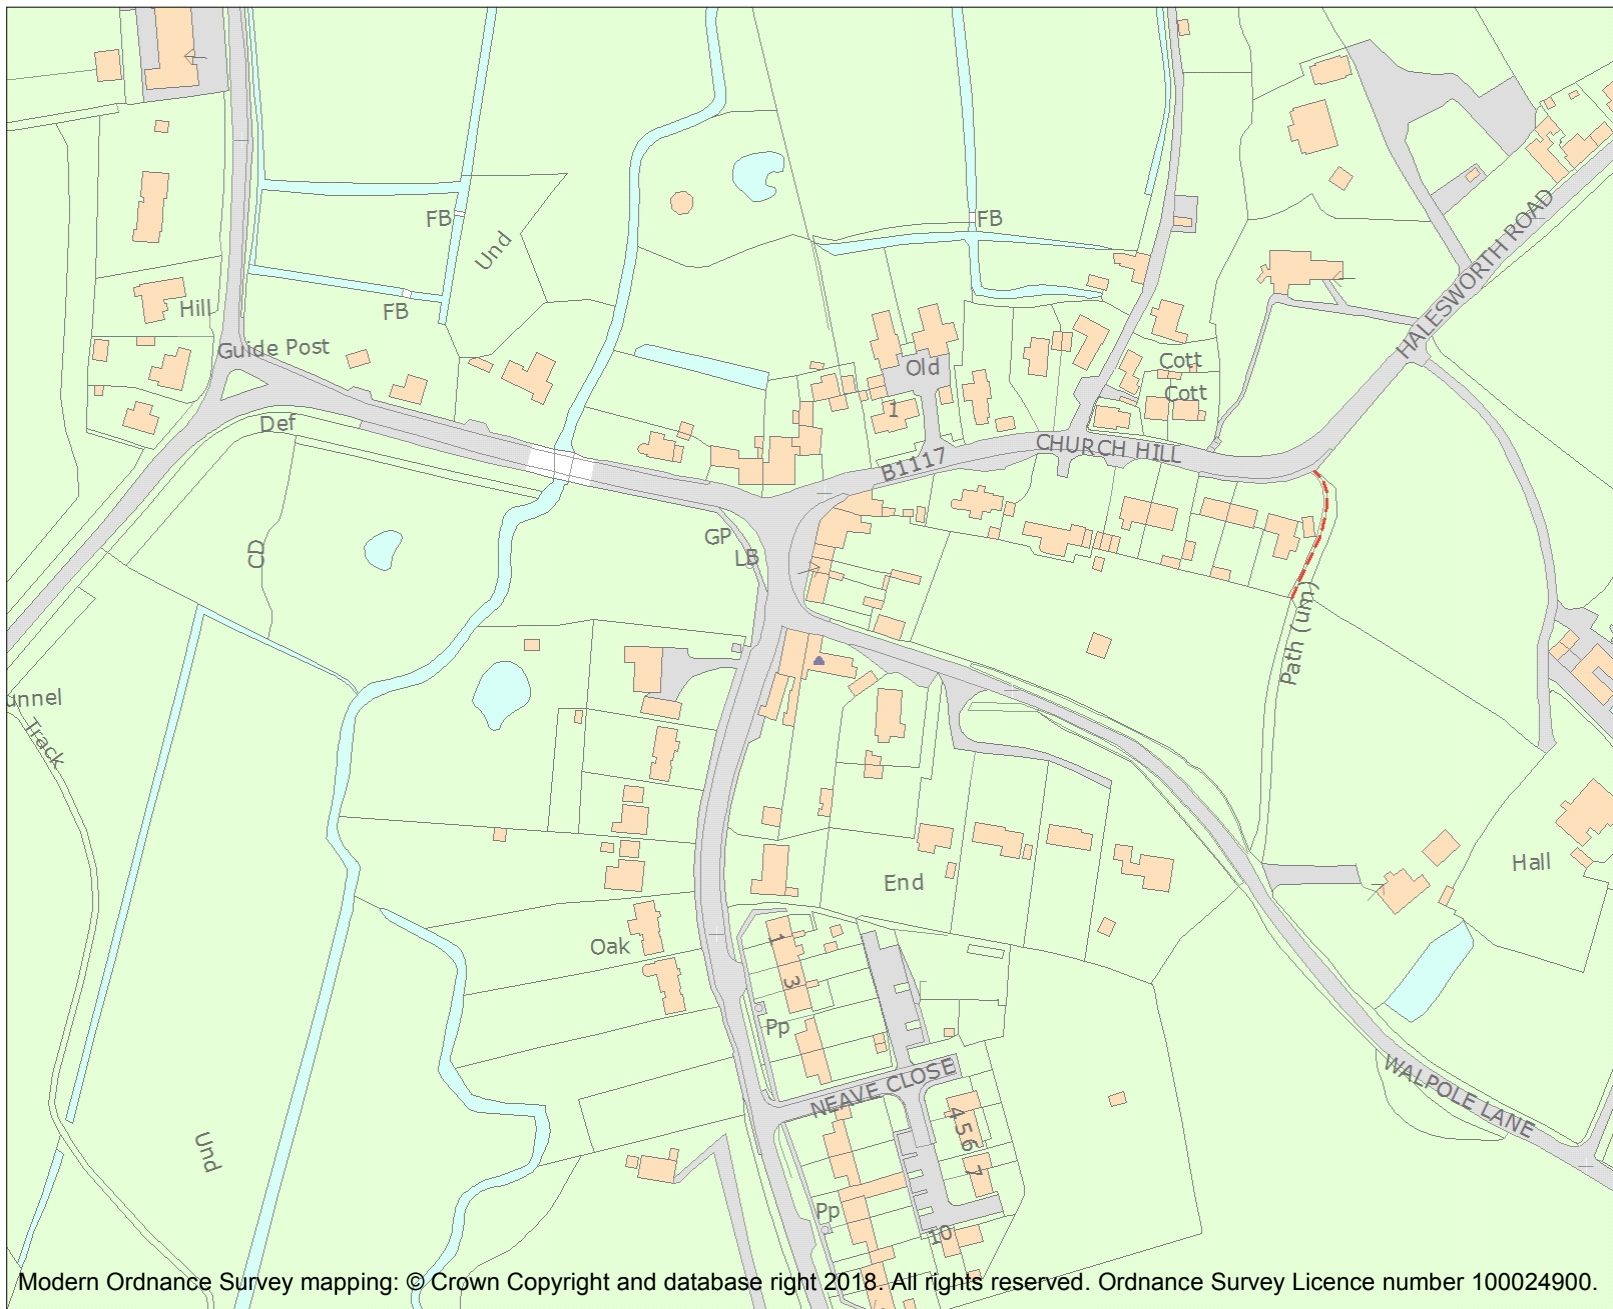 FB
FB
Und
Hill
FB
HALESWORTH ROAD
Guide Post
Old
Cott
Cott
1
Def
CHURCH HILL
B1117
GP
LB
CD
Path (um)
unnel
Track
End
Hall
Oak
1
3
Pp
NEAVE CLOSE
WALPOLE LANE
4 5 6
7
Und
Pp
10
Modern Ordnance Survey mapping: © Crown Copyright and database right 2018. All rights reserved. Ordnance Survey Licence number 100024900.